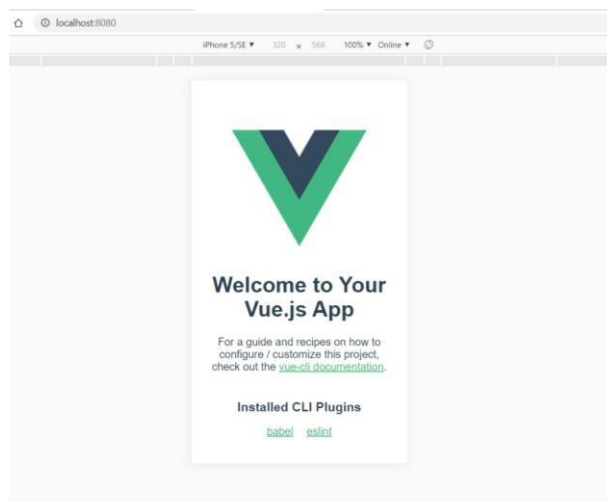 localhost:8080
iPhone 5/SE ▼ 320 × 568 100% ▼ Online ▼
Welcome to Your
Vue.js App
For a guide and recipes on how to
configure / customize this project,
check out the vue-cli documentation.
Installed CLI Plugins
babel eslint